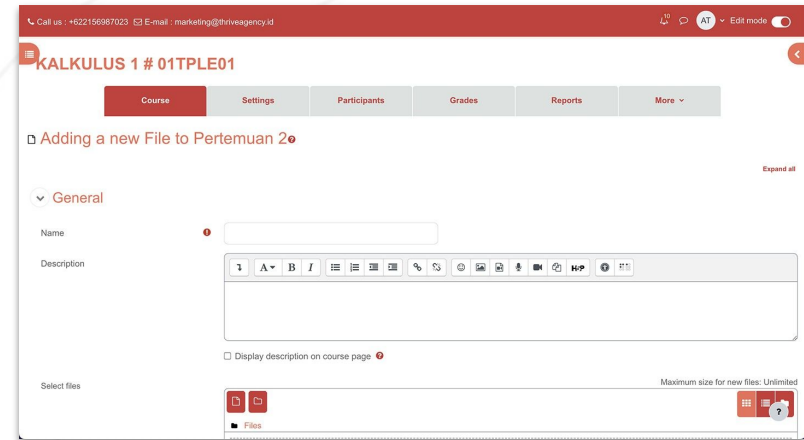 Call us : +622156987023 E-mail : marketing@thriveagency.id
10 AT Edit mode
KALKULUS 1 # 01TPLE01
Course Settings Participants Grades Reports More
Adding a new File to Pertemuan 2
Expand all
General
Name
Description
A B I H-P
Display description on course page
Select files
Maximum size for new files: Unlimited
Files